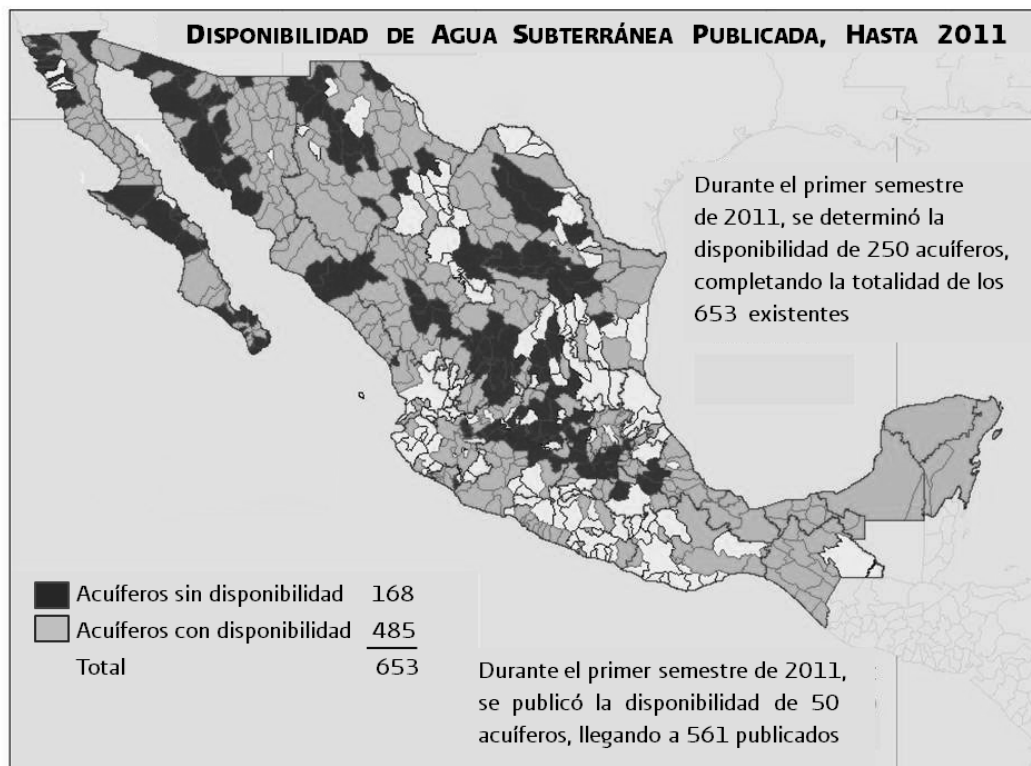 DISPONIBILIDAD DE AGUA SUBTERRÁNEA PUBLICADA, HASTA 2011
Durante el primer semestre
de 2011, se determinó la
disponibilidad de 250 acuíferos,
completando la totalidad de los
653 existentes
Acuíferos sin disponibilidad 168
Acuíferos con disponibilidad 485
Total 653
Durante el primer semestre de 2011,
se publicó la disponibilidad de 50
acuíferos, llegando a 561 publicados